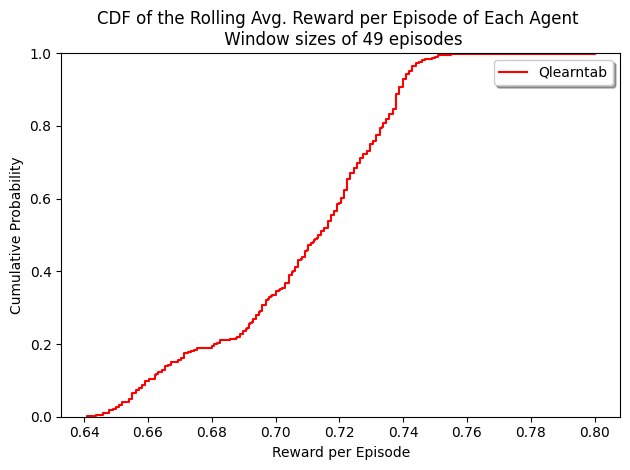 CDF of the Rolling Avg. Reward per Episode of Each Agent
Window sizes of 49 episodes
Qlearntab
Cumulative Probability
1.0
0.8
0.6
0.4
0.2
0.0
0.64 0.66 0.68 0.70 0.72 0.74 0.76 0.78 0.80
Reward per Episode